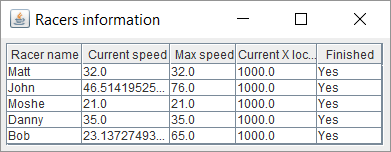 Racers information
Racer name Current speed Max speed Current X loc... Finished
Matt 32.0 32.0 1000.0 Yes
John 46.51419525... 76.0 1000.0 Yes
Moshe 21.0 21.0 1000.0 Yes
Danny 35.0 35.0 1000.0 Yes
Bob 23.13727493... 65.0 1000.0 Yes